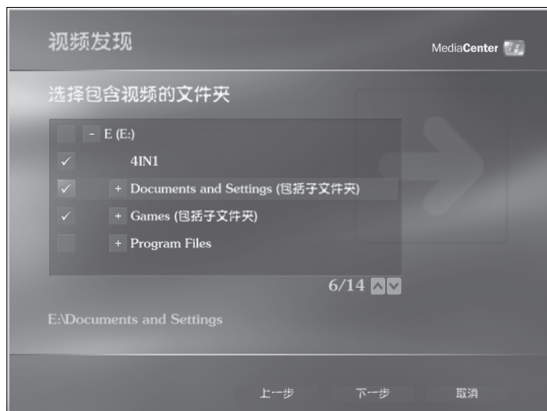 视频发现
MediaCenter
选择包含视频的文件夹
- E (E:)
4IN1
+ Documents and Settings (包括子文件夹)
+ Games (包括子文件夹)
+ Program Files
6/14
E:\Documents and Settings
上一步 下一步 取消